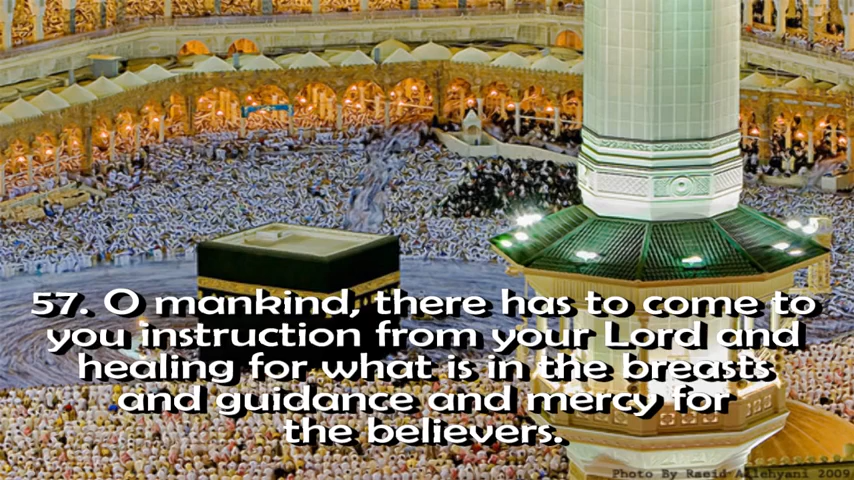 57. O mankind, there has to come to
you instruction from your Lord and
healing for what is in the breasts
and guidance and mercy for
the believers.
Photo By Raeid Allehyani 2009